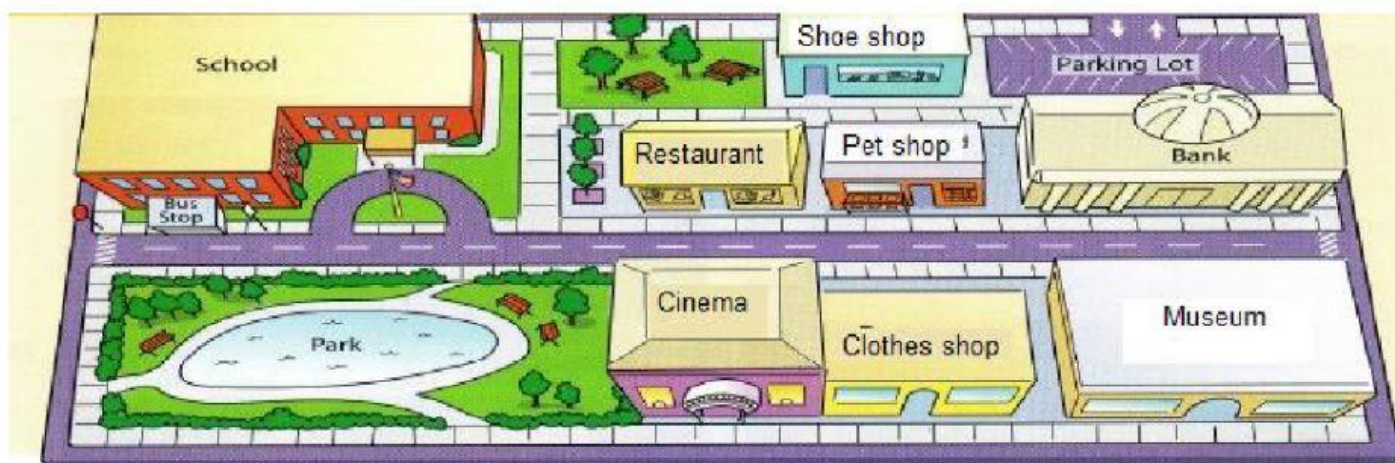 Shoe shop
School
Parking Lot
Restaurant
Pet shop
Bank
Bus
Stop
Cinema
Museum
Park
Clothes shop